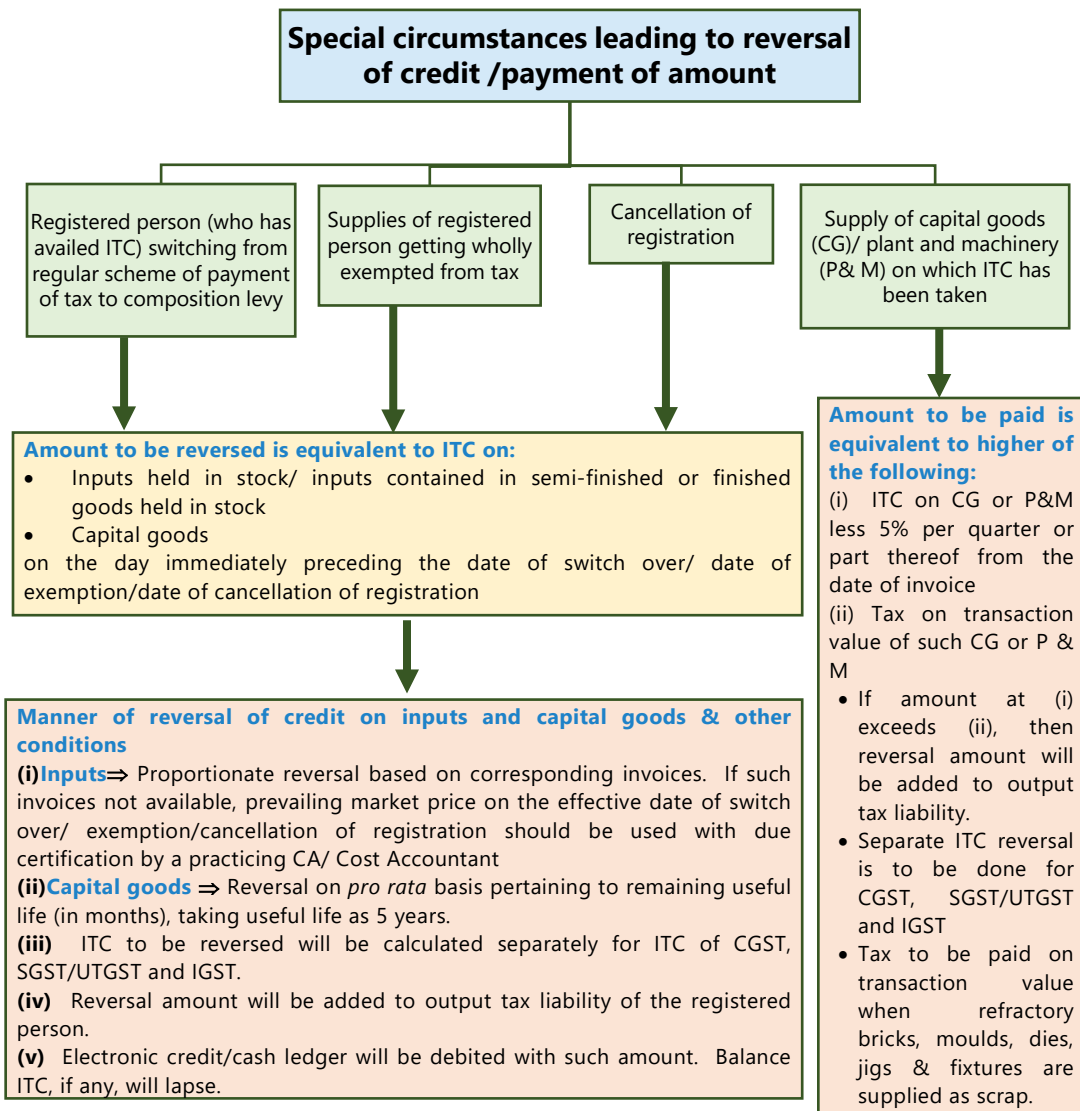 Special circumstances leading to reversal
of credit /payment of amount
Registered person (who has
availed ITC) switching from
regular scheme of payment
of tax to composition levy
Supplies of registered
person getting wholly
exempted from tax
Cancellation of
registration
Supply of capital goods
(CG)/ plant and machinery
(P& M) on which ITC has
been taken
Amount to be reversed is equivalent to ITC on:
• Inputs held in stock/ inputs contained in semi-finished or finished
goods held in stock
• Capital goods
on the day immediately preceding the date of switch over/ date of
exemption/date of cancellation of registration
Manner of reversal of credit on inputs and capital goods & other
conditions
(i)Inputs⇒ Proportionate reversal based on corresponding invoices. If such
invoices not available, prevailing market price on the effective date of switch
over/ exemption/cancellation of registration should be used with due
certification by a practicing CA/ Cost Accountant
(ii)Capital goods ⇒ Reversal on pro rata basis pertaining to remaining useful
life (in months), taking useful life as 5 years.
(iii) ITC to be reversed will be calculated separately for ITC of CGST,
SGST/UTGST and IGST.
(iv) Reversal amount will be added to output tax liability of the registered
person.
(v) Electronic credit/cash ledger will be debited with such amount. Balance
ITC, if any, will lapse.
Amount to be paid is
equivalent to higher of
the following:
(i) ITC on CG or P&M
less 5% per quarter or
part thereof from the
date of invoice
(ii) Tax on transaction
value of such CG or P &
M
• If amount at (i)
exceeds (ii), then
reversal amount will
be added to output
tax liability.
• Separate ITC reversal
is to be done for
CGST, SGST/UTGST
and IGST
• Tax to be paid on
transaction value
when refractory
bricks, moulds, dies,
jigs & fixtures are
supplied as scrap.